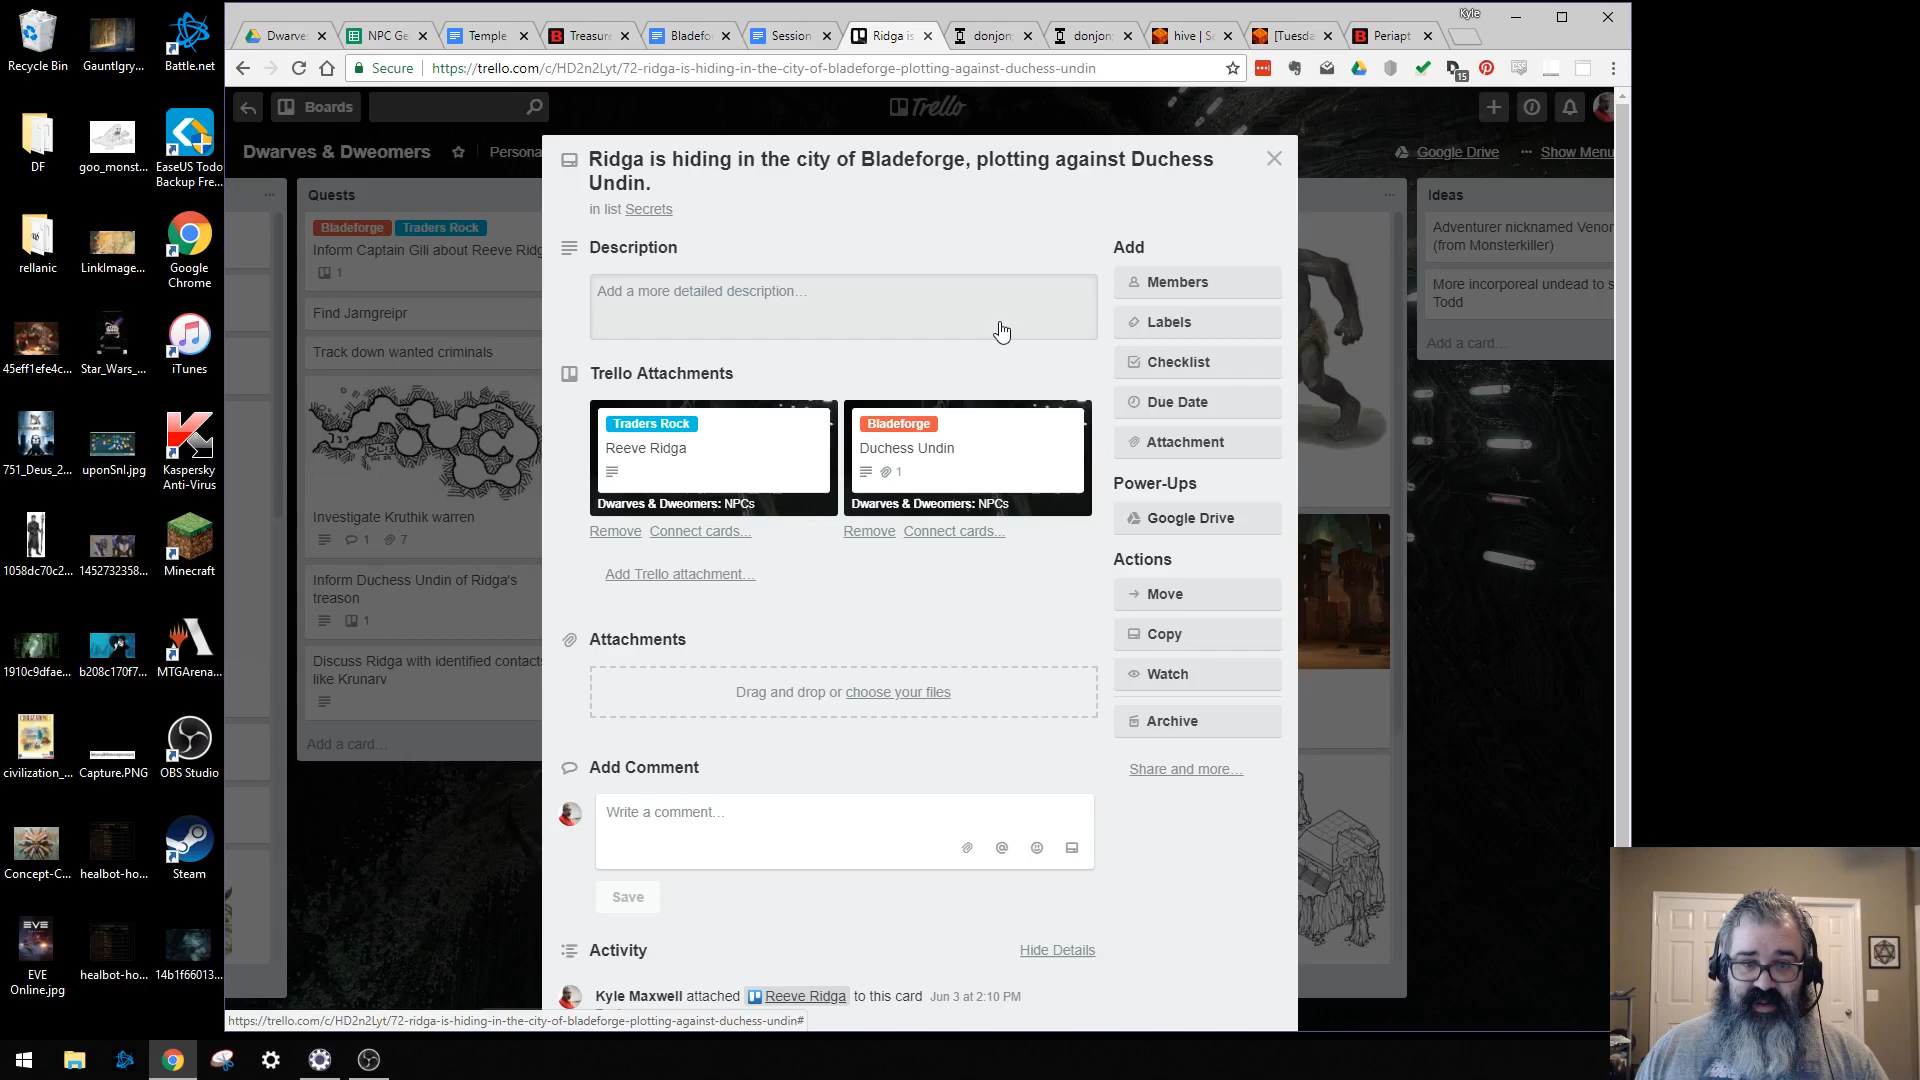 Kyle
Dwarve
NPC Ge
Temple
Treasur
Bladefo
Session
Ridga is
donjon
donjon
hive | S
[Tuesda
Periapt
Secure
https://trello.com/c/HD2n2Lyt/72-ridga-is-hiding-in-the-city-of-bladeforge-plotting-against-duchess-undin
15
Boards
Trello
Dwarves & Dweomers
Persona
Google Drive
Show Menu
Quests
Bladeforge
Traders Rock
Inform Captain Gili about Reeve Ridg
1
Find Jarngreipr
Track down wanted criminals
Investigate Kruthik warren
1
7
Inform Duchess Undin of Ridga's
treason
1
Discuss Ridga with identified contacts
like Krunarv
Add a card…
Ridga is hiding in the city of Bladeforge, plotting against Duchess
Undin.
in list Secrets
Description
Add a more detailed description…
Trello Attachments
Traders Rock
Reeve Ridga
Dwarves & Dweomers: NPCs
Remove Connect cards…
Bladeforge
Duchess Undin
1
Dwarves & Dweomers: NPCs
Remove Connect cards…
Add Trello attachment…
Attachments
Drag and drop or choose your files
Add Comment
Write a comment…
Save
Activity
Hide Details
Kyle Maxwell attached Reeve Ridga to this card Jun 3 at 2:10 PM
Add
Members
Labels
Checklist
Due Date
Attachment
Power-Ups
Google Drive
Actions
Move
Copy
Watch
Archive
Share and more…
Ideas
Adventurer nicknamed Venor
(from Monsterkiller)
More incorporeal undead to s
Todd
Add a card…
https://trello.com/c/HD2n2Lyt/72-ridga-is-hiding-in-the-city-of-bladeforge-plotting-against-duchess-undin#
Recycle Bin
Gauntlgry...
Battle.net
DF
goo_monst...
EaseUS Todo
Backup Fre...
rellanic
LinkImage...
Google
Chrome
45eff1efe4c...
Star_Wars_...
iTunes
751_Deus_2...
uponSnl.jpg
Kaspersky
Anti-Virus
1058dc70c2...
1452732358...
Minecraft
1910c9dfae...
b208c170f7...
MTGArena...
civilization_...
Capture.PNG
OBS Studio
Concept-C...
healbot-ho...
Steam
EVE
EVE
Online.jpg
healbot-ho...
14b1f66013...